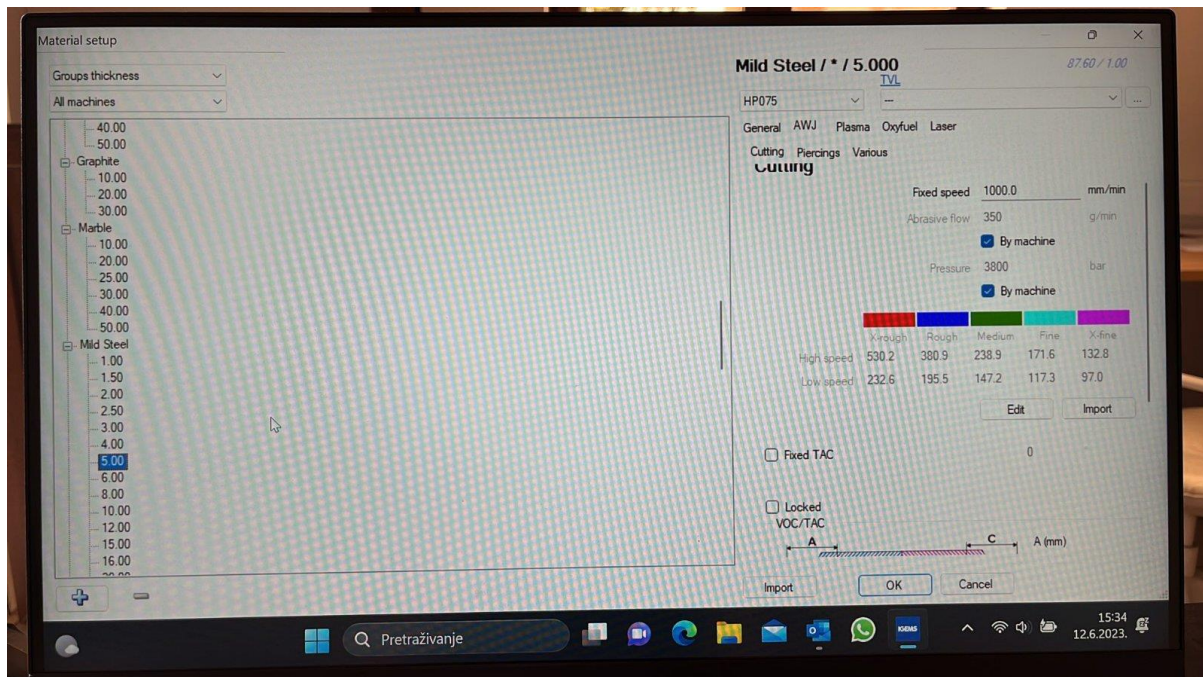 Material setup
Groups thickness
All machines
40.00
50.00
Graphite
10.00
20.00
30.00
Marble
10.00
20.00
25.00
30.00
40.00
50.00
Mild Steel
1.00
1.50
2.00
2.50
3.00
4.00
5.00
6.00
8.00
10.00
12.00
15.00
16.00
Mild Steel / * / 5.000
87.60 / 1.00
TVL
HP075
---
...
General AWJ Plasma Oxyfuel Laser
Cutting Piercings Various
Cutting
Fixed speed 1000.0 mm/min
Abrasive flow 350 g/min
By machine
Pressure 3800 bar
By machine
X-rough Rough Medium Fine X-fine
High speed 530.2 380.9 238.9 171.6 132.8
Low speed 232.6 195.5 147.2 117.3 97.0
Edit Import
Fixed TAC 0
Locked
VOC/TAC
A C A (mm)
Import OK Cancel
Pretraživanje
IGEMS
15:34
12.6.2023.